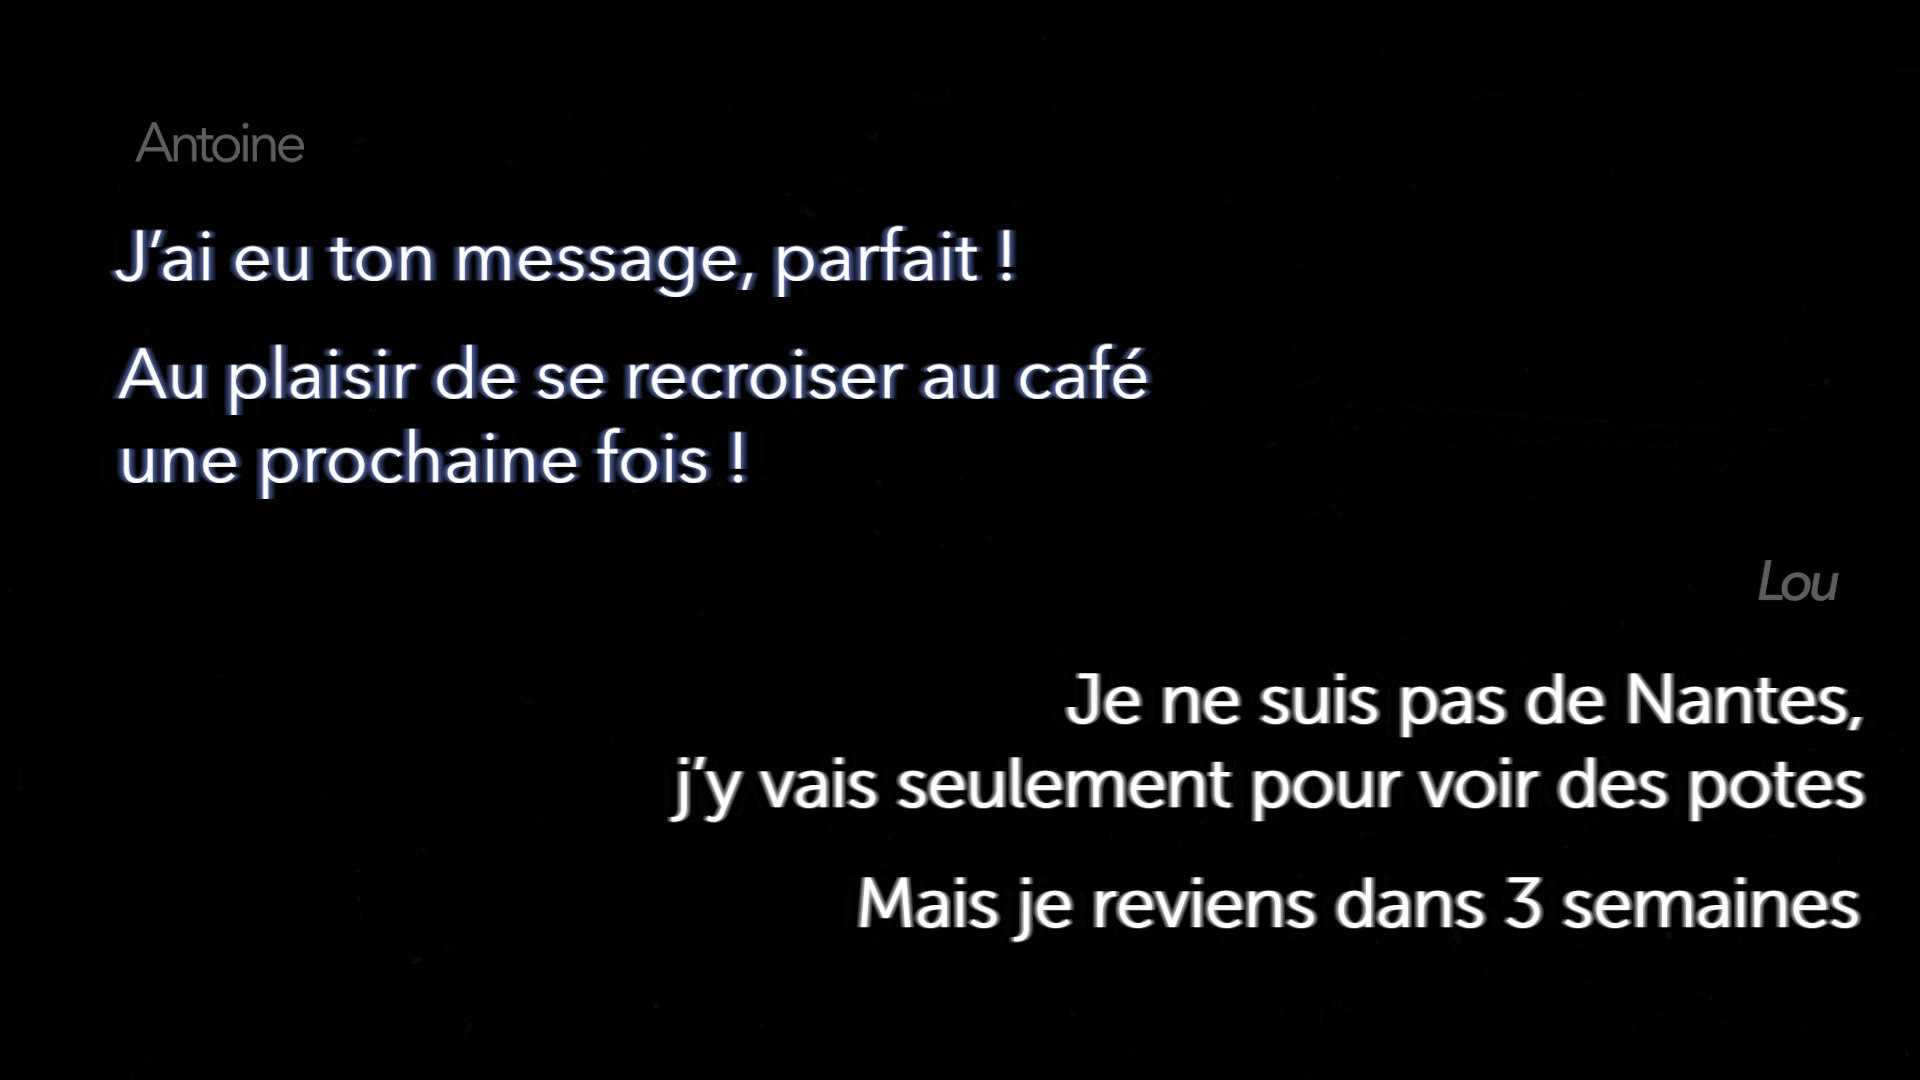 Antoine
J’ai eu ton message, parfait !
Au plaisir de se recroiser au café
une prochaine fois !
Lou
Je ne suis pas de Nantes,
j’y vais seulement pour voir des potes
Mais je reviens dans 3 semaines